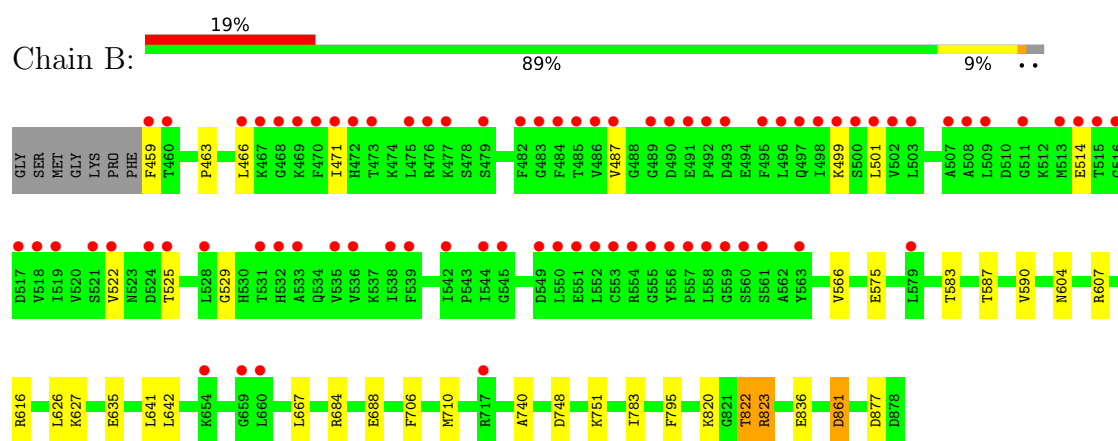 19%
Chain B:
89%
9%
GLY SER MET GLY LYS PRO PHE F459 T460 P463 L466 K467 G468 K469 F470 I471 H472 T473 K474 L475 R476 K477 S478 S479 F482 G483 F484 T485 V486 V487 G488 G489 D490 E491 P492 D493 E494 F495 L496 Q497 I498 K499 S500 L501 V502 L503 A507 A508 L509 D510 G511 K512 M513 E514 T515 G516
D517 V518 I519 V520 S521 V522 N523 D524 T525 L528 G529 H530 T531 H532 A533 Q534 V535 V536 K537 I538 F539 I542 P543 I544 G545 D549 L550 E551 L552 C553 R554 G555 Y556 P557 L558 G559 S560 S561 A562 Y563 V566 E575 L579 T583 T587 V590 N604 R607
R616 L626 K627 E635 L641 L642 K654 G659 L660 L667 R684 E688 F706 M710 R717 A740 D748 K751 I783 F795 K820 G821 T822 R823 E836 D861 D877 D878